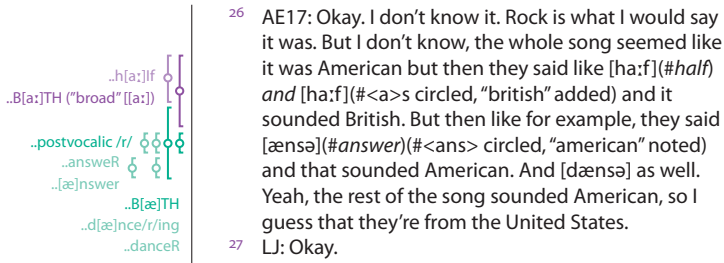 ..h[aː]lf
..B[aː]TH ("broad" [[aː])
..postvocalic /r/
..answeR
..[æ]nswer
..B[æ]TH
..d[æ]nce/r/ing
..danceR
26 AE17: Okay. I don't know it. Rock is what I would say
it was. But I don't know, the whole song seemed like
it was American but then they said like [haːf](#half)
and [haːf](#<a>s circled, “british” added) and it
sounded British. But then like for example, they said
[ænsə](#answer)(#<ans> circled, “american” noted)
and that sounded American. And [dænsə] as well.
Yeah, the rest of the song sounded American, so I
guess that they're from the United States.
27 LJ: Okay.